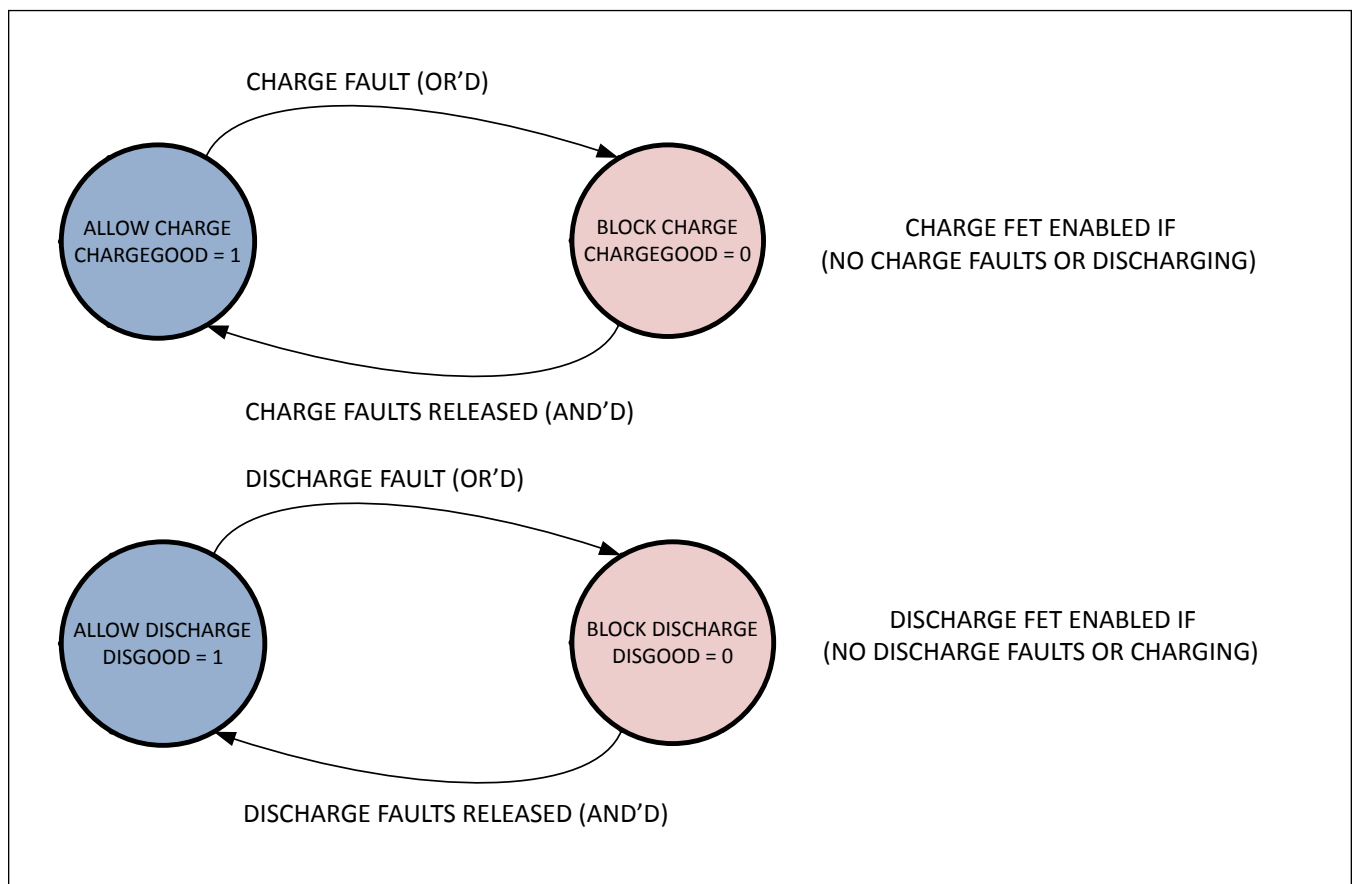 CHARGE FAULT (OR'D)
ALLOW CHARGE
CHARGEGOOD = 1
BLOCK CHARGE
CHARGEGOOD = 0
CHARGE FET ENABLED IF
(NO CHARGE FAULTS OR DISCHARGING)
CHARGE FAULTS RELEASED (AND'D)
DISCHARGE FAULT (OR'D)
ALLOW DISCHARGE
DISGOOD = 1
BLOCK DISCHARGE
DISGOOD = 0
DISCHARGE FET ENABLED IF
(NO DISCHARGE FAULTS OR CHARGING)
DISCHARGE FAULTS RELEASED (AND'D)